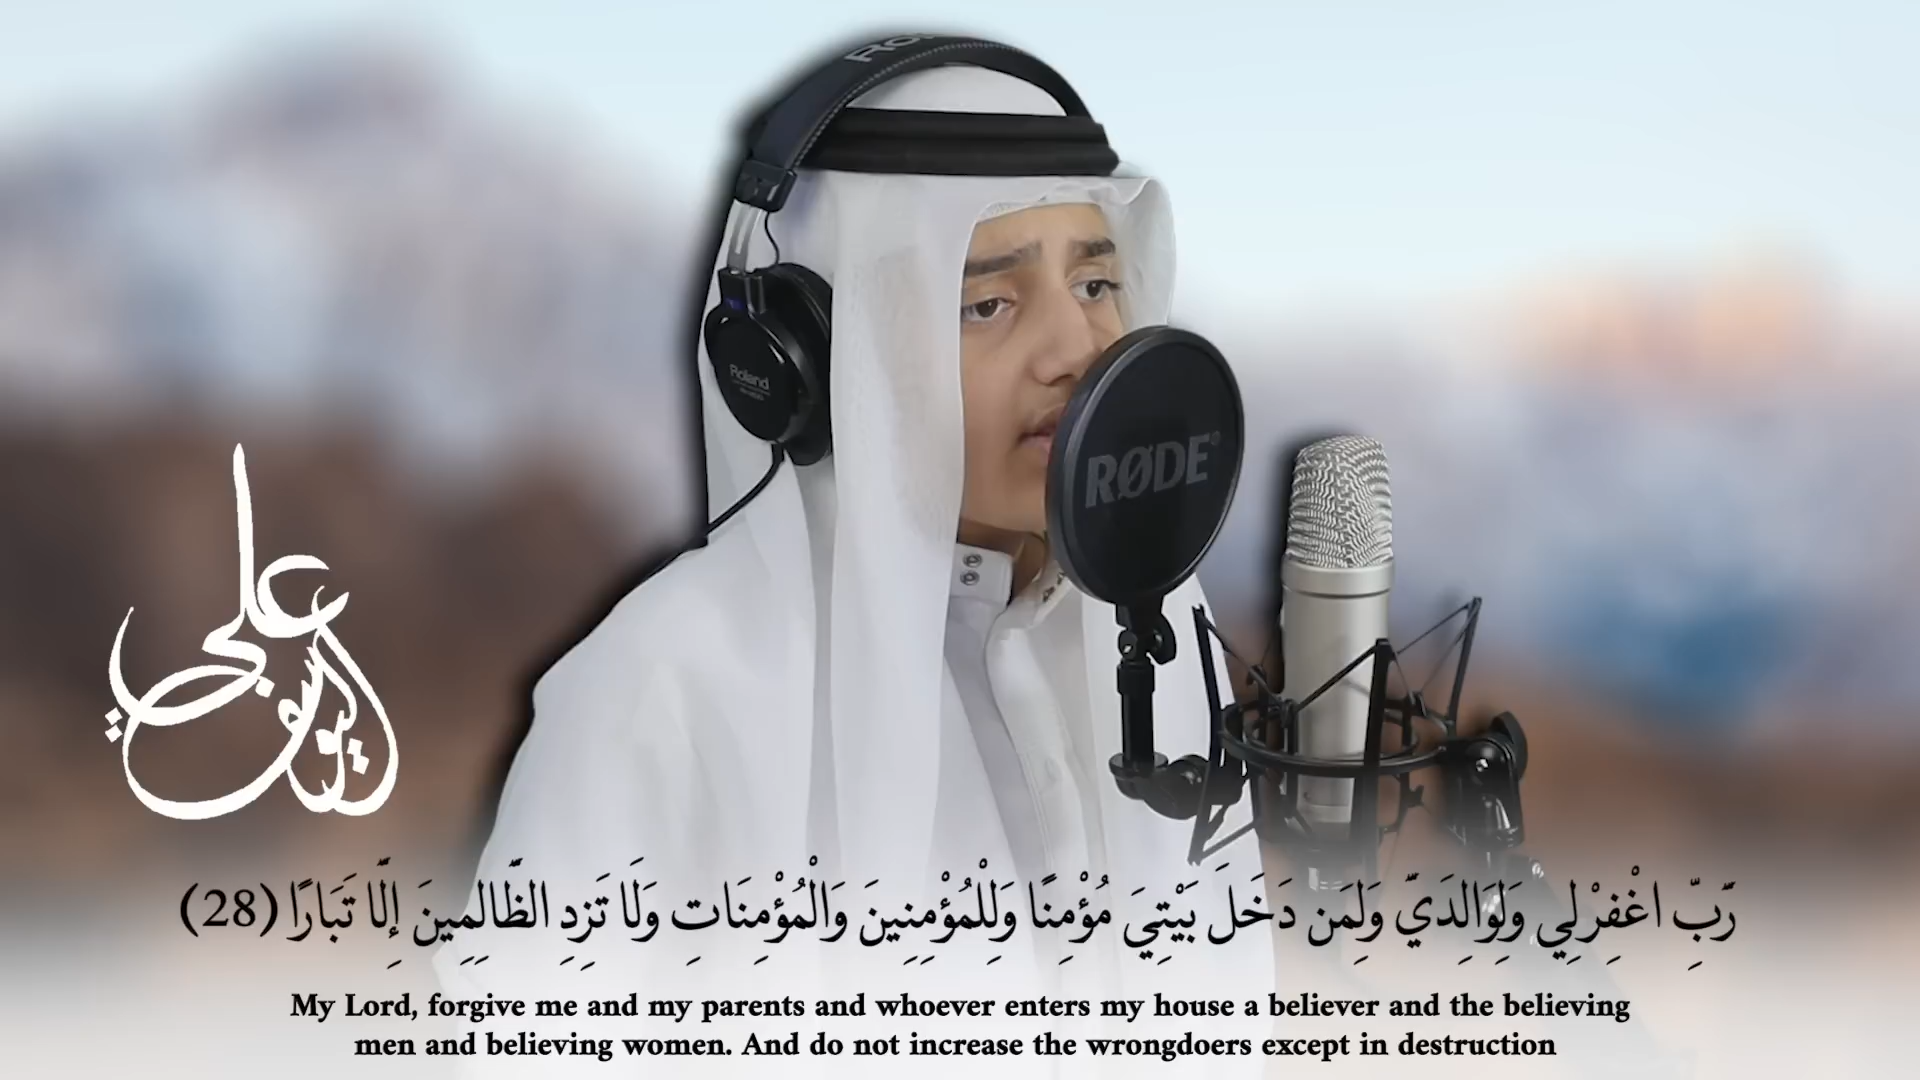 Roland
RØDE
علي
اليوسف
رَّبِّ اغْفِرْ لِي وَلِوَالِدَيَّ وَلِمَن دَخَلَ بَيْتِيَ مُؤْمِنًا وَلِلْمُؤْمِنِينَ وَالْمُؤْمِنَاتِ وَلَا تَزِدِ الظَّالِمِينَ إِلَّا تَبَارًا (28)
My Lord, forgive me and my parents and whoever enters my house a believer and the believing
men and believing women. And do not increase the wrongdoers except in destruction